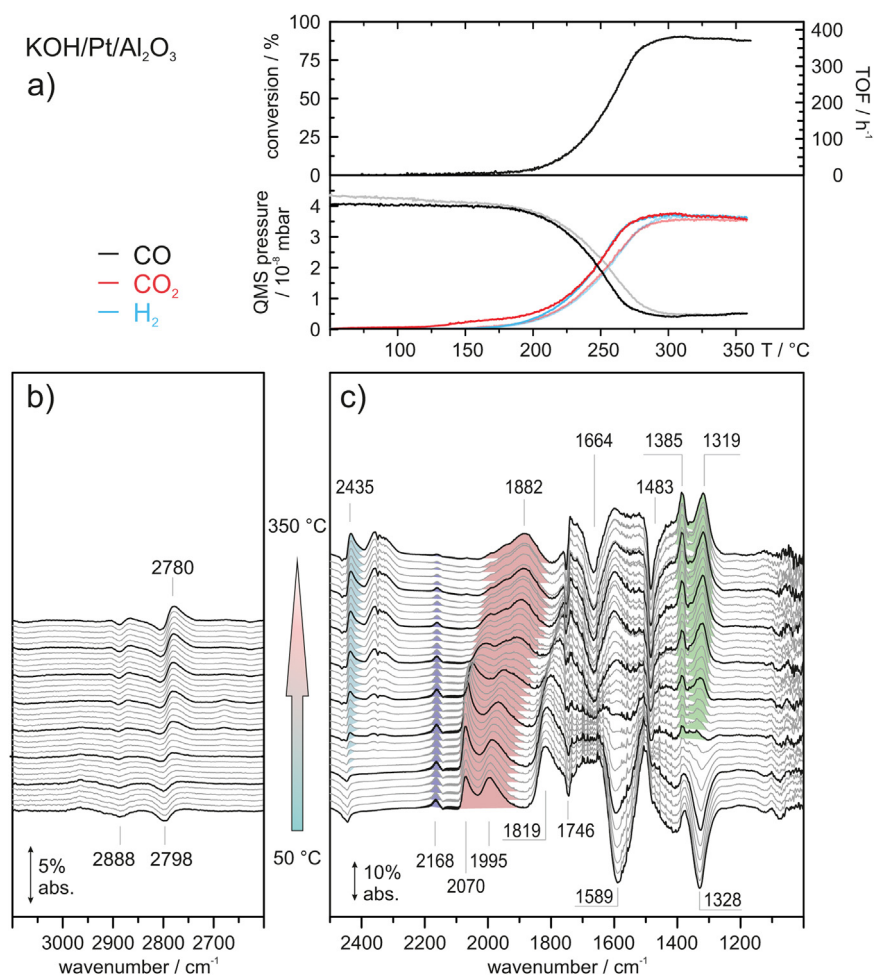 KOH/Pt/Al₂O₃
a)
conversion / %
100
75
50
25
0
TOF / h⁻¹
400
300
200
100
0
QMS pressure
/ 10⁻⁸ mbar
4
3
2
1
0
CO
CO₂
H₂
100 150 200 250 300 350 T / °C
b)
2780
2888 2798
5%
abs.
3000 2900 2800 2700
wavenumber / cm⁻¹
350 °C
50 °C
c)
1664 1385 1319
2435 1882 1483
2168 1995 1819 1746
2070
1589 1328
10%
abs.
2400 2200 2000 1800 1600 1400 1200
wavenumber / cm⁻¹